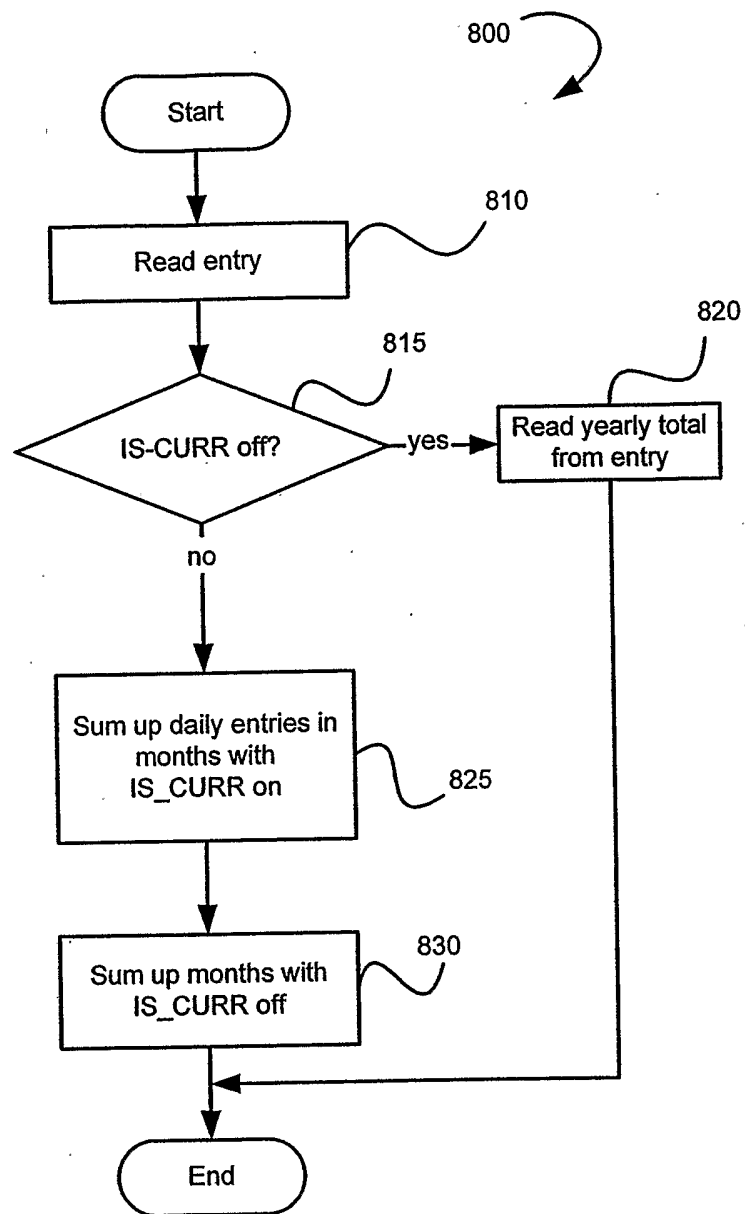 800
Start
810
Read entry
820
815
IS-CURR off?
yes
Read yearly total
from entry
no
Sum up daily entries in
months with
IS_CURR on
825
830
Sum up months with
IS_CURR off
End